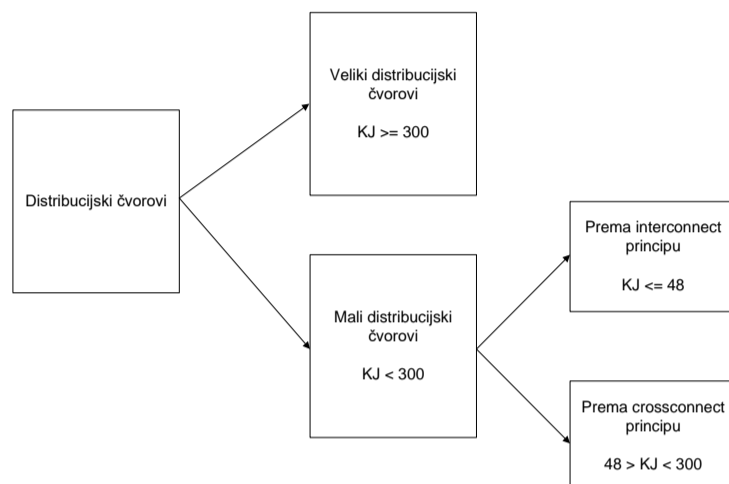 Distribucijski čvorovi
Veliki distribucijski
čvorovi
KJ >= 300
Mali distribucijski
čvorovi
KJ < 300
Prema interconnect
principu
KJ <= 48
Prema crossconnect
principu
48 > KJ < 300